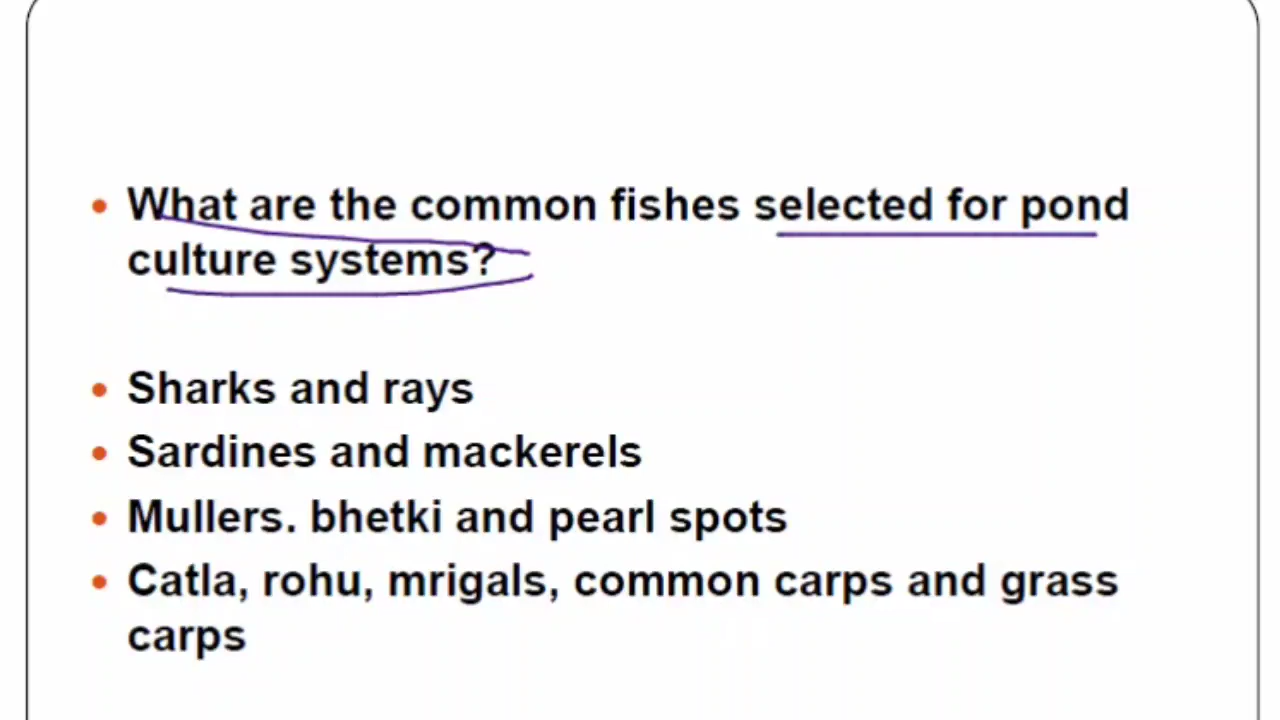 • What are the common fishes selected for pond
culture systems?
• Sharks and rays
• Sardines and mackerels
• Mullers. bhetki and pearl spots
• Catla, rohu, mrigals, common carps and grass
carps